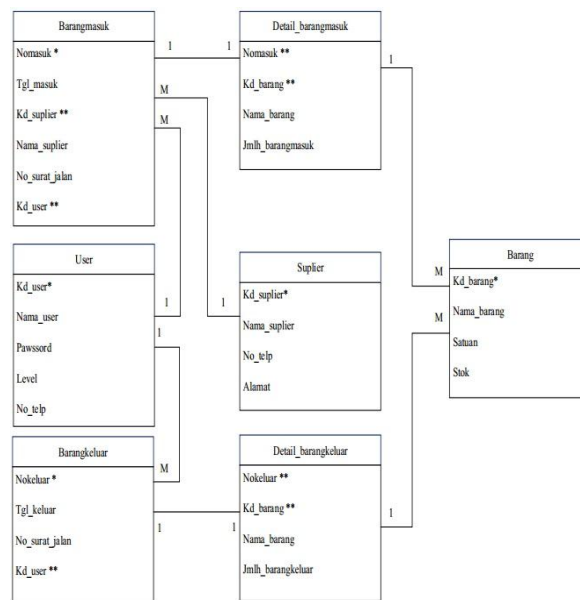 Barangmasuk
Nomasuk *
Tgl_masuk
Kd_suplier **
Nama_suplier
No_surat_jalan
Kd_user **
1
1
M
M
Detail_barangmasuk
Nomasuk **
Kd_barang **
Nama_barang
Jmlh_barangmasuk
1
User
Kd_user*
Nama_user
Pawssord
Level
No_telp
1
1
1
Suplier
Kd_suplier*
Nama_suplier
No_telp
Alamat
M
M
Barang
Kd_barang*
Nama_barang
Satuan
Stok
Barangkeluar
Nokeluar *
Tgl_keluar
No_surat_jalan
Kd_user **
M
1
1
Detail_barangkeluar
Nokeluar **
Kd_barang **
Nama_barang
Jmlh_barangkeluar
1